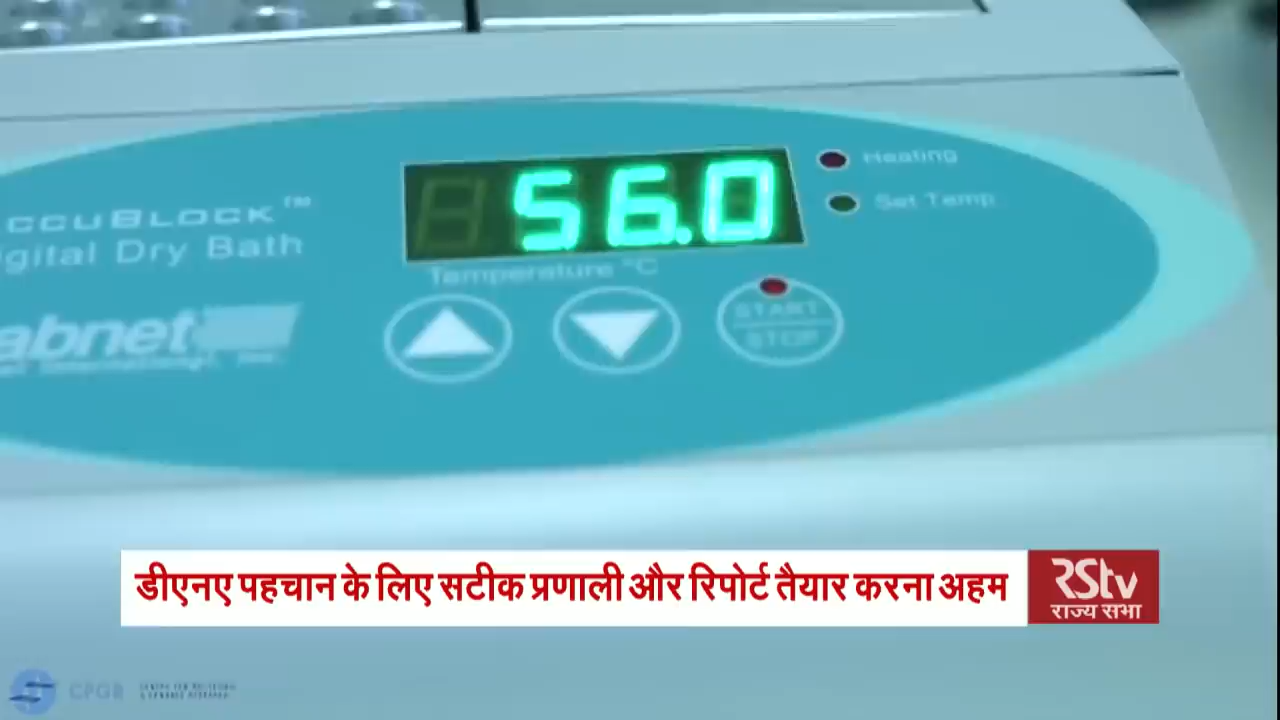 56.0
Heating
Set Temp
CCUBLOCK™
igital Dry Bath
Temperature °C
abnet
START
STOP
डीएनए पहचान के लिए सटीक प्रणाली और रिपोर्ट तैयार करना अहम
RStv
राज्य सभा